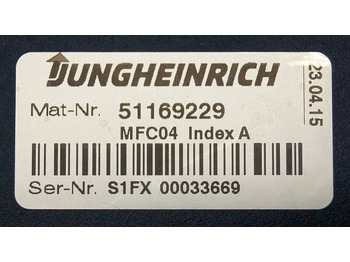 JUNGHEINRICH
23.04.15
Mat-Nr. 51169229
MFC04 Index A
Ser-Nr. S1FX 00033669